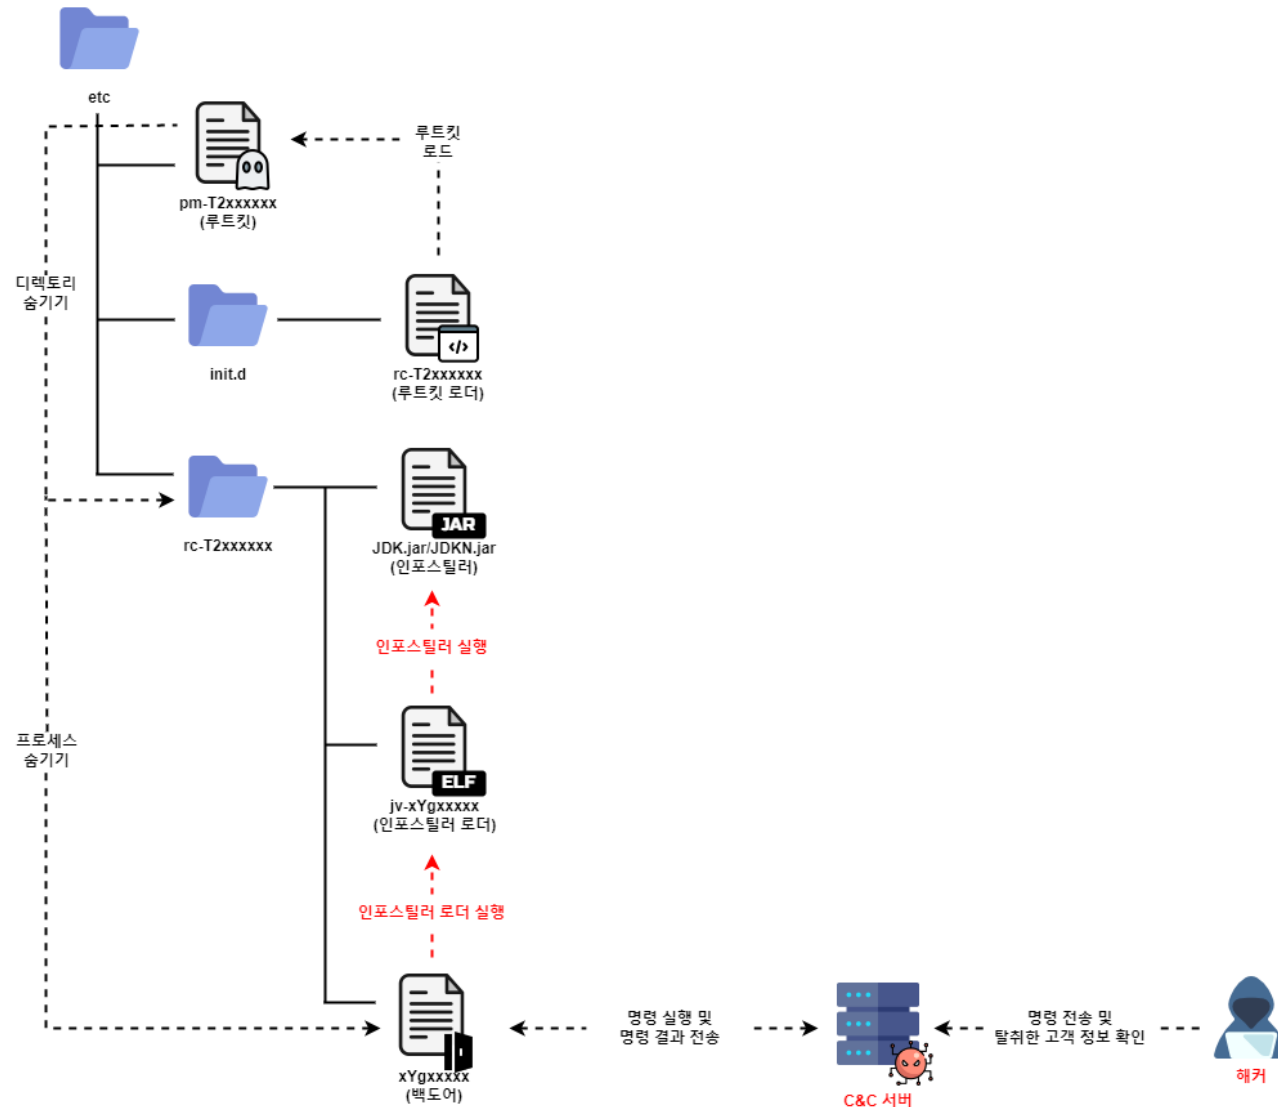 etc
루트킷
로드
pm-T2xxxxxx
(루트킷)
디렉토리
숨기기
init.d
</>
rc-T2xxxxxx
(루트킷 로더)
rc-T2xxxxxx
JAR
JDK.jar/JDKN.jar
(인포스틸러)
인포스틸러 실행
프로세스
숨기기
ELF
jv-xYgxxxxx
(인포스틸러 로더)
인포스틸러 로더 실행
xYgxxxxx
(백도어)
명령 실행 및
명령 결과 전송
C&C 서버
명령 전송 및
탈취한 고객 정보 확인
해커